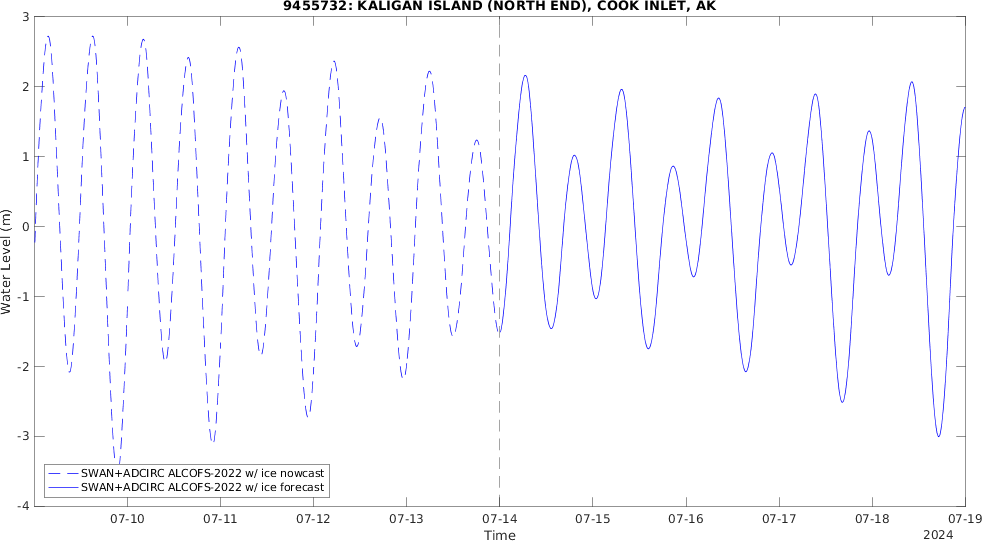 9455732: KALIGAN ISLAND (NORTH END), COOK INLET, AK
Water Level (m)
3
2
1
0
-1
-2
-3
-4
SWAN+ADCIRC ALCOFS-2022 w/ ice nowcast
SWAN+ADCIRC ALCOFS-2022 w/ ice forecast
07-10 07-11 07-12 07-13 07-14 07-15 07-16 07-17 07-18 07-19
Time
2024